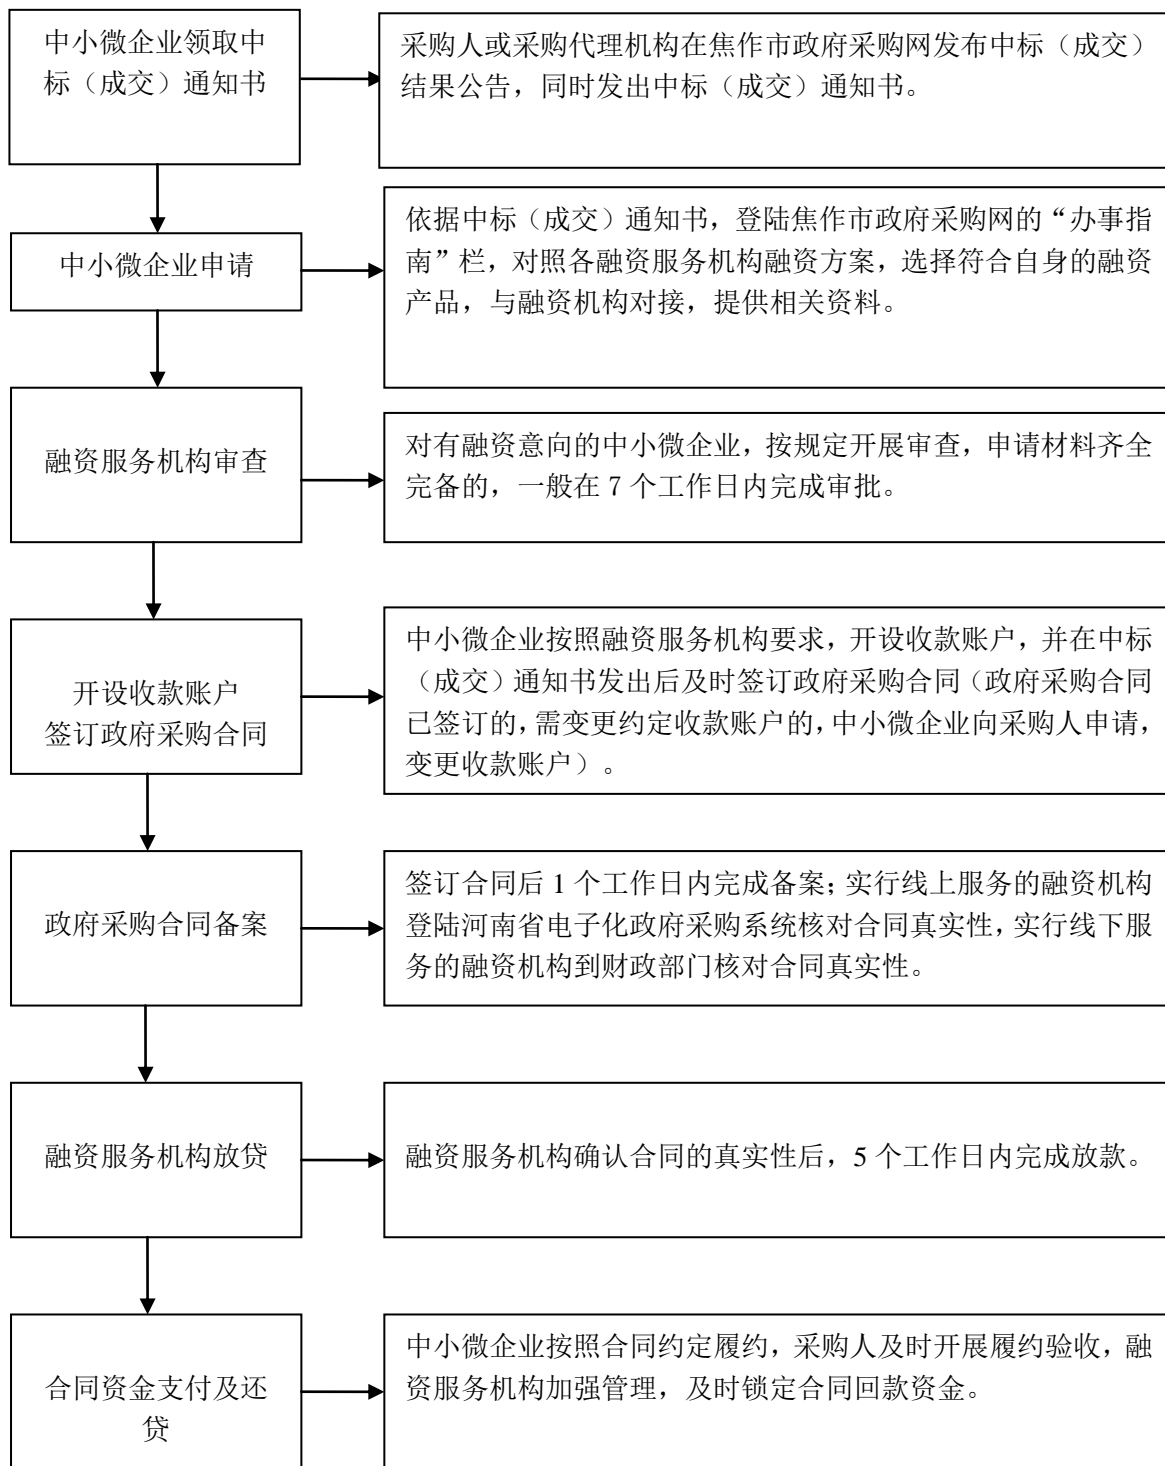 中小微企业领取中
标（成交）通知书
采购人或采购代理机构在焦作市政府采购网发布中标（成交）
结果公告，同时发出中标（成交）通知书。
中小微企业申请
依据中标（成交）通知书，登陆焦作市政府采购网的“办事指
南”栏，对照各融资服务机构融资方案，选择符合自身的融资
产品，与融资机构对接，提供相关资料。
融资服务机构审查
对有融资意向的中小微企业，按规定开展审查，申请材料齐全
完备的，一般在 7 个工作日内完成审批。
开设收款账户
签订政府采购合同
中小微企业按照融资服务机构要求，开设收款账户，并在中标
（成交）通知书发出后及时签订政府采购合同（政府采购合同
已签订的，需变更约定收款账户的，中小微企业向采购人申请，
变更收款账户）。
政府采购合同备案
签订合同后 1 个工作日内完成备案；实行线上服务的融资机构
登陆河南省电子化政府采购系统核对合同真实性，实行线下服
务的融资机构到财政部门核对合同真实性。
融资服务机构放贷
融资服务机构确认合同的真实性后，5 个工作日内完成放款。
合同资金支付及还
贷
中小微企业按照合同约定履约，采购人及时开展履约验收，融
资服务机构加强管理，及时锁定合同回款资金。